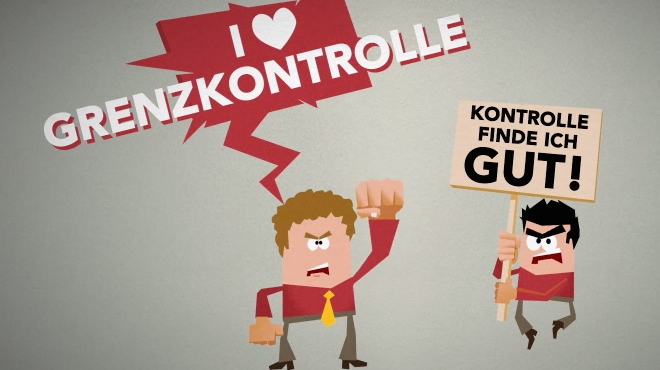 I ♥
GRENZKONTROLLE
KONTROLLE
FINDE ICH
GUT!